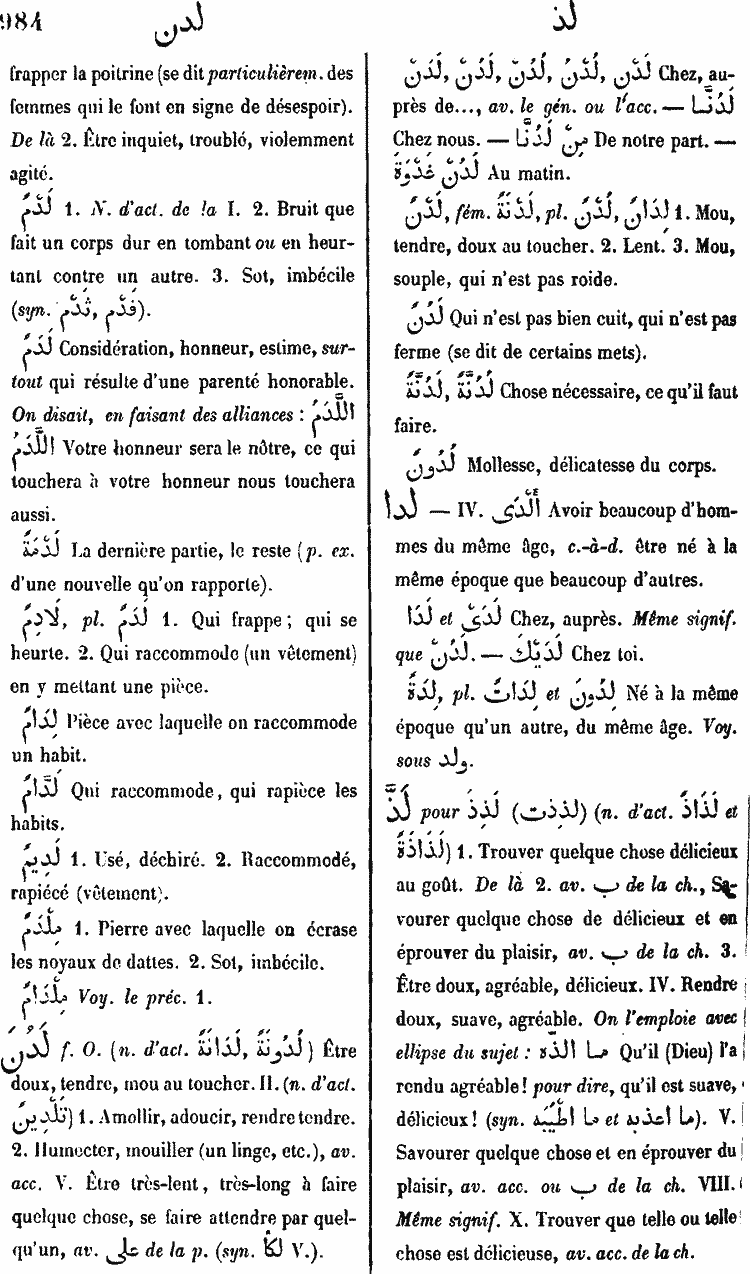 984
لدن
لذ
frapper la poitrine (se dit particulièrem. des
femmes qui le font en signe de désespoir).
De là 2. Être inquiet, troublé, violemment
agité.
لَدْمٌ 1. N. d'act. de la I. 2. Bruit que
fait un corps dur en tombant ou en heur-
tant contre un autre. 3. Sot, imbécile
(syn. فَدْم, ثَدْم).
لَدَمٌ Considération, honneur, estime, sur-
tout qui résulte d'une parenté honorable.
On disait, en faisant des alliances : اللَّدَمُ
اللَّدَمُ Votre honneur sera le nôtre, ce qui
touchera à votre honneur nous touchera
aussi.
لَدْمَةٌ La dernière partie, le reste (p. ex.
d'une nouvelle qu'on rapporte).
لَادِمٌ, pl. لَدَمٌ 1. Qui frappe; qui se
heurte. 2. Qui raccommode (un vêtement)
en y mettant une pièce.
لِدَامٌ Pièce avec laquelle on raccommode
un habit.
لَدَّامٌ Qui raccommode, qui rapièce les
habits.
لَدِيمٌ 1. Usé, déchiré. 2. Raccommodé,
rapiécé (vêtement).
مِلْدَمٌ 1. Pierre avec laquelle on écrase
les noyaux de dattes. 2. Sot, imbécile.
مِلْدَامٌ Voy. le préc. 1.
لَدُنَ f. O. (n. d'act. لَدَانَةٌ, لُدُونَةٌ) Être
doux, tendre, mou au toucher. II. (n. d'act.
تَلْدِينٌ) 1. Amollir, adoucir, rendre tendre.
2. Humecter, mouiller (un linge, etc.), av.
acc. V. Être très-lent, très-long à faire
quelque chose, se faire attendre par quel-
qu'un, av. على de la p. (syn. لكأ V.).
لَدُنْ, لَدْنَ, لَدْنِ, لُدْنَ, لَدَنْ Chez, au-
près de..., av. le gén. ou l'acc. — لَدُنَّا
Chez nous. — مِنْ لَدُنَّا De notre part. —
لَدُنْ غَدْوَةً Au matin.
لَدْنٌ, fém. لَدْنَةٌ, pl. لُدْنٌ, لِدَانٌ 1. Mou,
tendre, doux au toucher. 2. Lent. 3. Mou,
souple, qui n'est pas roide.
لَدِنٌ Qui n'est pas bien cuit, qui n'est pas
ferme (se dit de certains mets).
لَدُنَّةٌ, لُدُنَّةٌ Chose nécessaire, ce qu'il faut
faire.
لَدُونٌ Mollesse, délicatesse du corps.
لدا — IV. أَلْدَى Avoir beaucoup d'hom-
mes du même âge, c.-à-d. être né à la
même époque que beaucoup d'autres.
لَدَا et لَدَىْ Chez, auprès. Même signif.
que لَدُنْ. — لَدَيْكَ Chez toi.
لِدَةٌ, pl. لِدَاتٌ et لِدُونَ Né à la même
époque qu'un autre, du même âge. Voy.
sous ولد.
لَذَّ pour لَذِذَ (لذذت) (n. d'act. لَذَاذٌ et
لَذَاذَةٌ) 1. Trouver quelque chose délicieux
au goût. De là 2. av. ب de la ch., Sa-
vourer quelque chose de délicieux et en
éprouver du plaisir, av. ب de la ch. 3.
Être doux, agréable, délicieux. IV. Rendre
doux, suave, agréable. On l'emploie avec
ellipse du sujet : ما الذّه Qu'il (Dieu) l'a
rendu agréable! pour dire, qu'il est suave,
délicieux! (syn. ما اعذبه et ما اطيبه). V.
Savourer quelque chose et en éprouver du
plaisir, av. acc. ou ب de la ch. VIII.
Même signif. X. Trouver que telle ou telle
chose est délicieuse, av. acc. de la ch.